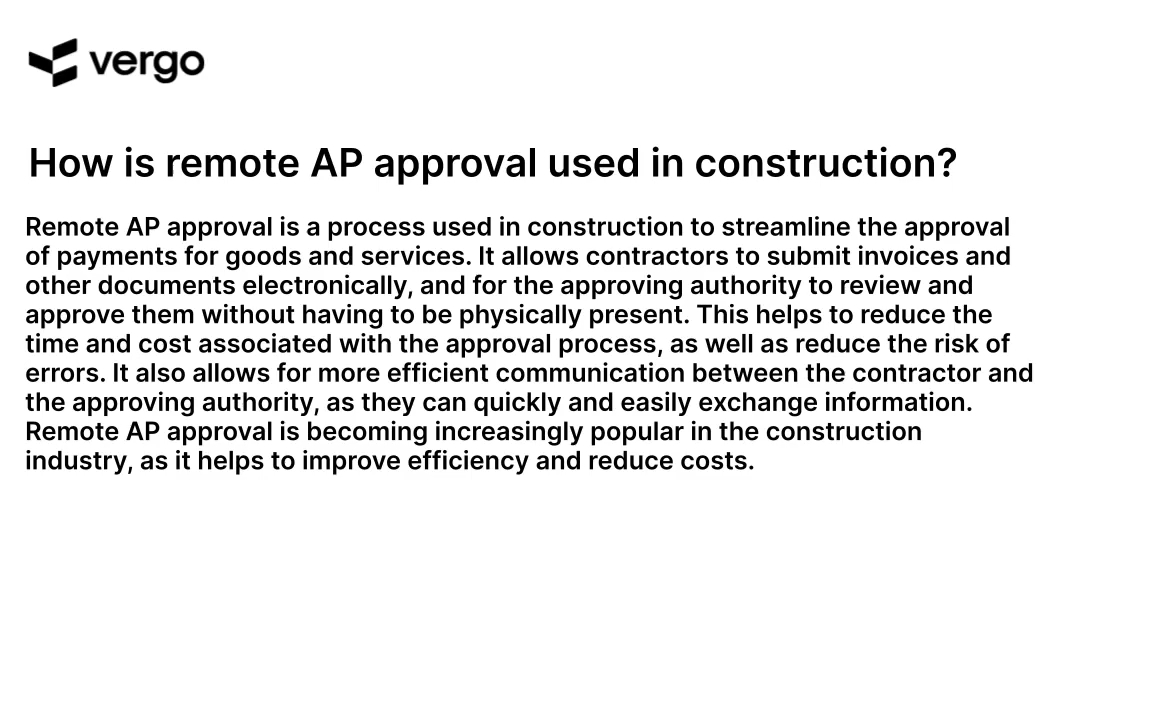 vergo
How is remote AP approval used in construction?
Remote AP approval is a process used in construction to streamline the approval
of payments for goods and services. It allows contractors to submit invoices and
other documents electronically, and for the approving authority to review and
approve them without having to be physically present. This helps to reduce the
time and cost associated with the approval process, as well as reduce the risk of
errors. It also allows for more efficient communication between the contractor and
the approving authority, as they can quickly and easily exchange information.
Remote AP approval is becoming increasingly popular in the construction
industry, as it helps to improve efficiency and reduce costs.